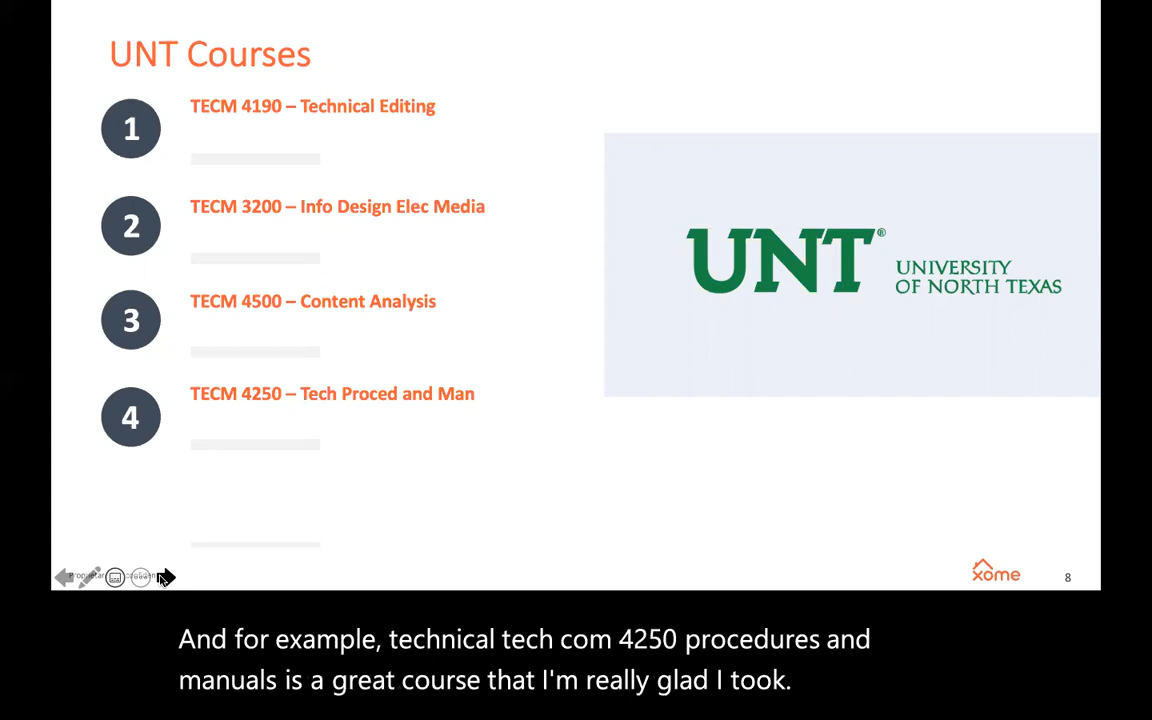 UNT Courses
1
TECM 4190 – Technical Editing
2
TECM 3200 – Info Design Elec Media
UNT® UNIVERSITY
OF NORTH TEXAS
3
TECM 4500 – Content Analysis
4
TECM 4250 – Tech Proced and Man
xome
8
And for example, technical tech com 4250 procedures and
manuals is a great course that I'm really glad I took.